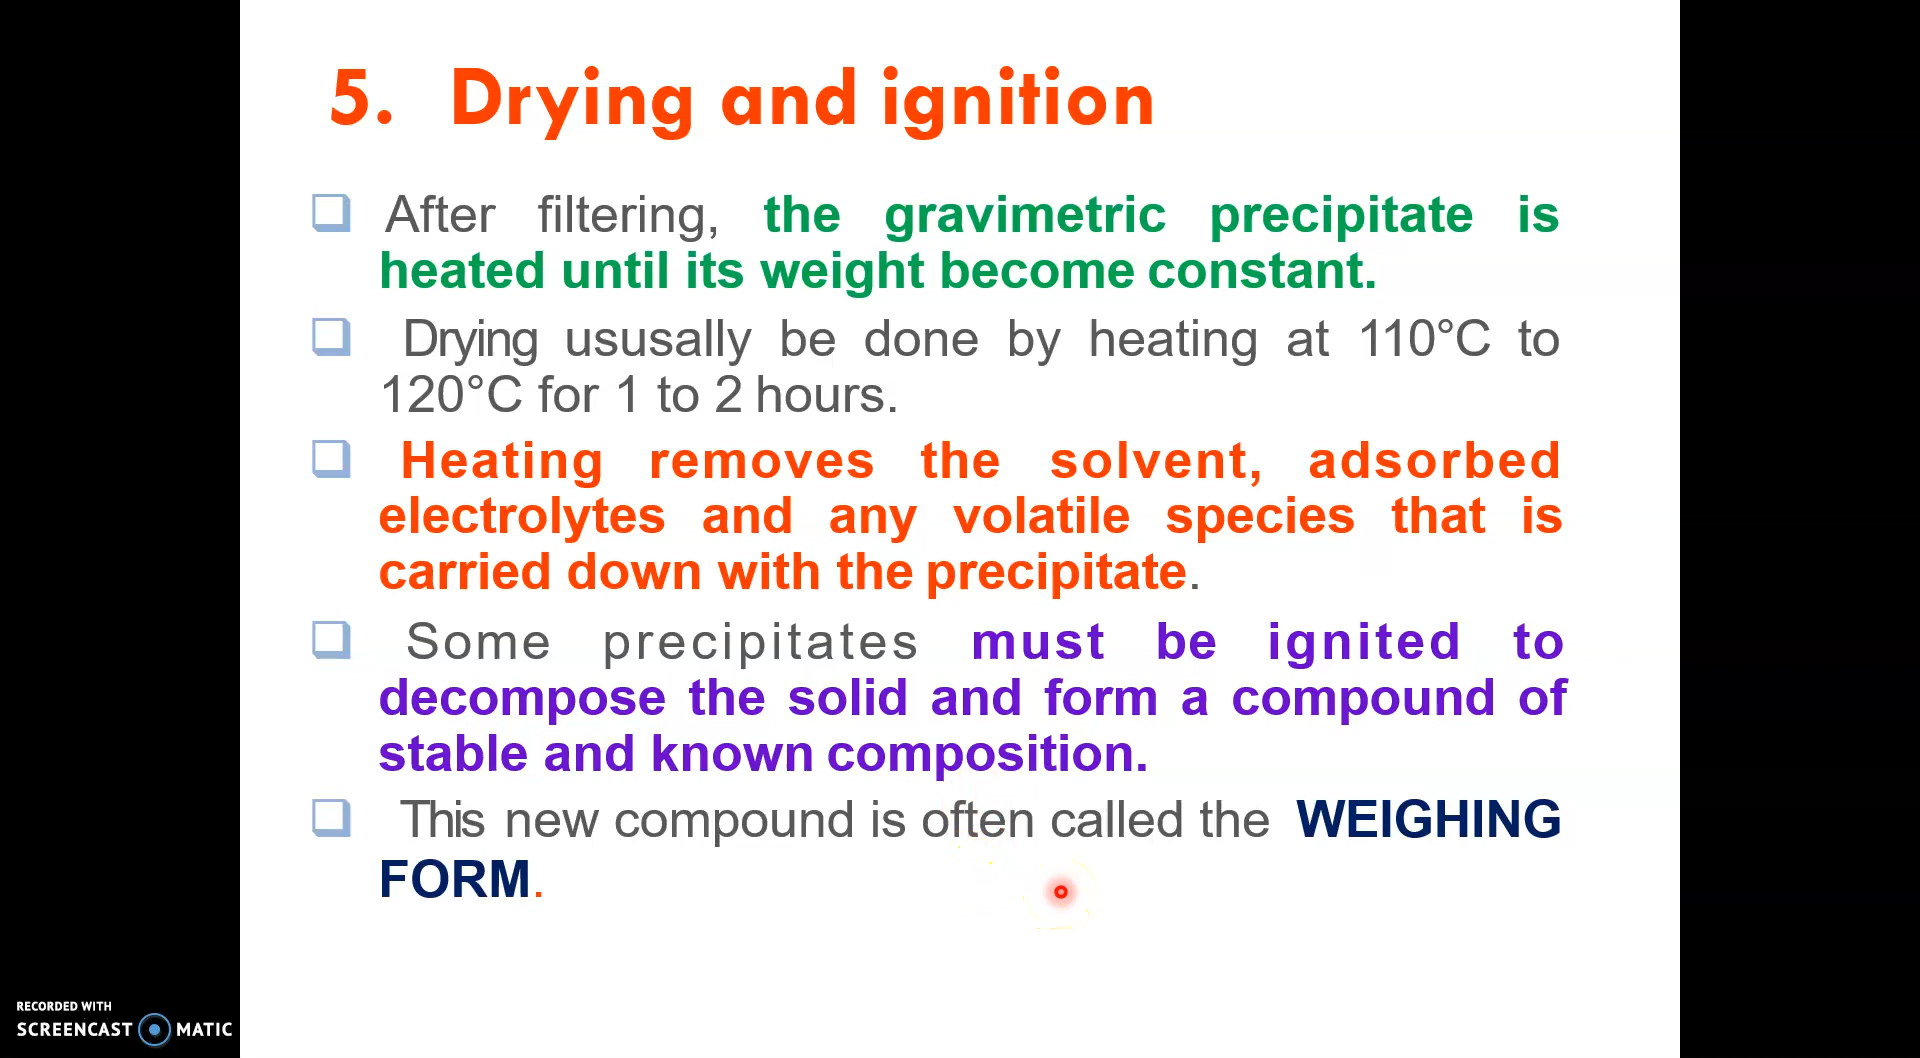 5. Drying and ignition
After filtering, the gravimetric precipitate is
heated until its weight become constant.
Drying ususally be done by heating at 110°C to
120°C for 1 to 2 hours.
Heating removes the solvent, adsorbed
electrolytes and any volatile species that is
carried down with the precipitate.
Some precipitates must be ignited to
decompose the solid and form a compound of
stable and known composition.
This new compound is often called the WEIGHING
FORM.
RECORDED WITH
SCREENCAST MATIC